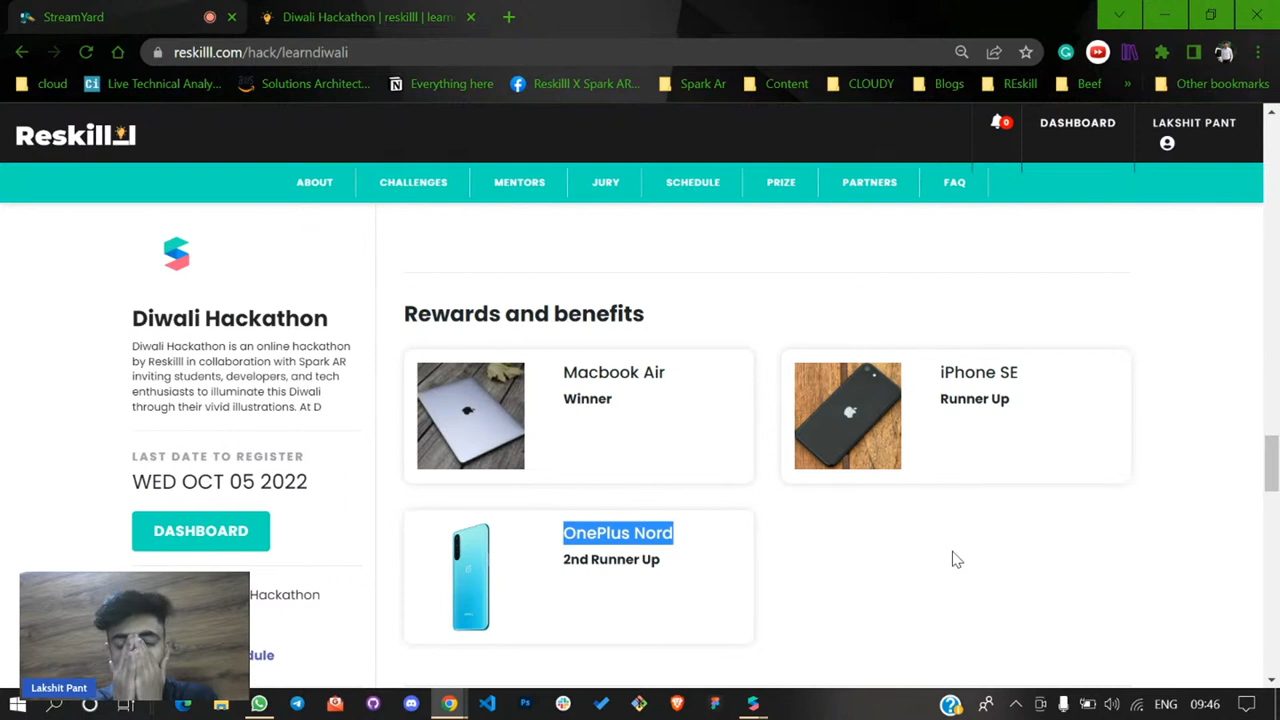 StreamYard
Diwali Hackathon | reskilll | learn
reskilll.com/hack/learndiwali
cloud
Live Technical Analy...
Solutions Architect...
Everything here
Reskilll X Spark AR...
Spark Ar
Content
CLOUDY
Blogs
REskill
Beef
»
Other bookmarks
Reskilll
0
DASHBOARD
LAKSHIT PANT
ABOUT
CHALLENGES
MENTORS
JURY
SCHEDULE
PRIZE
PARTNERS
FAQ
Diwali Hackathon
Diwali Hackathon is an online hackathon
by Reskilll in collaboration with Spark AR
inviting students, developers, and tech
enthusiasts to illuminate this Diwali
through their vivid illustrations. At D
LAST DATE TO REGISTER
WED OCT 05 2022
DASHBOARD
Hackathon
dule
Rewards and benefits
Macbook Air
Winner
iPhone SE
Runner Up
OnePlus Nord
2nd Runner Up
Lakshit Pant
ENG
09:46